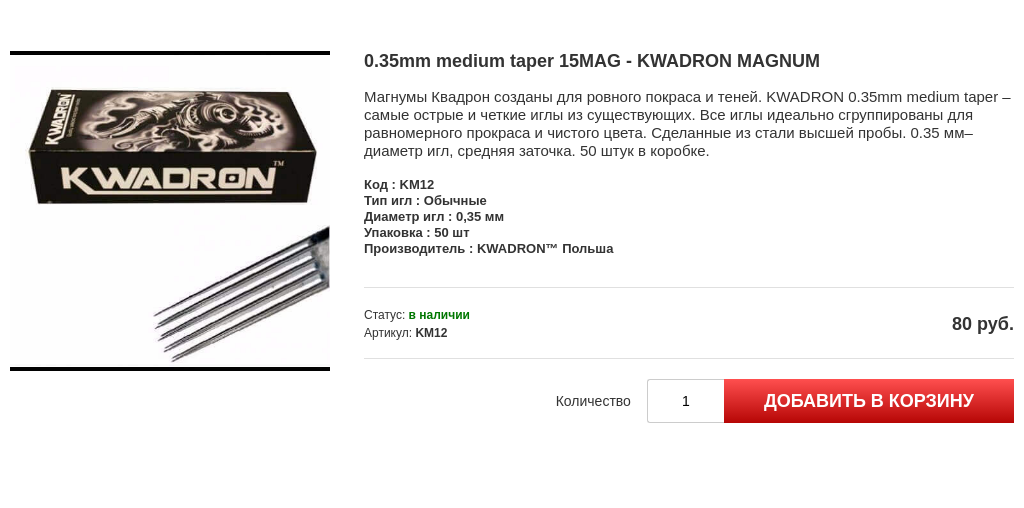 0.35mm medium taper 15MAG - KWADRON MAGNUM
Магнумы Квадрон созданы для ровного покраса и теней. KWADRON 0.35mm medium taper –
самые острые и четкие иглы из существующих. Все иглы идеально сгруппированы для
равномерного прокраса и чистого цвета. Сделанные из стали высшей пробы. 0.35 мм–
диаметр игл, средняя заточка. 50 штук в коробке.
KWADRON
KWADRON™
Код : KM12
Тип игл : Обычные
Диаметр игл : 0,35 мм
Упаковка : 50 шт
Производитель : KWADRON™ Польша
Статус: в наличии
Артикул: KM12
80 руб.
Количество
1
ДОБАВИТЬ В КОРЗИНУ